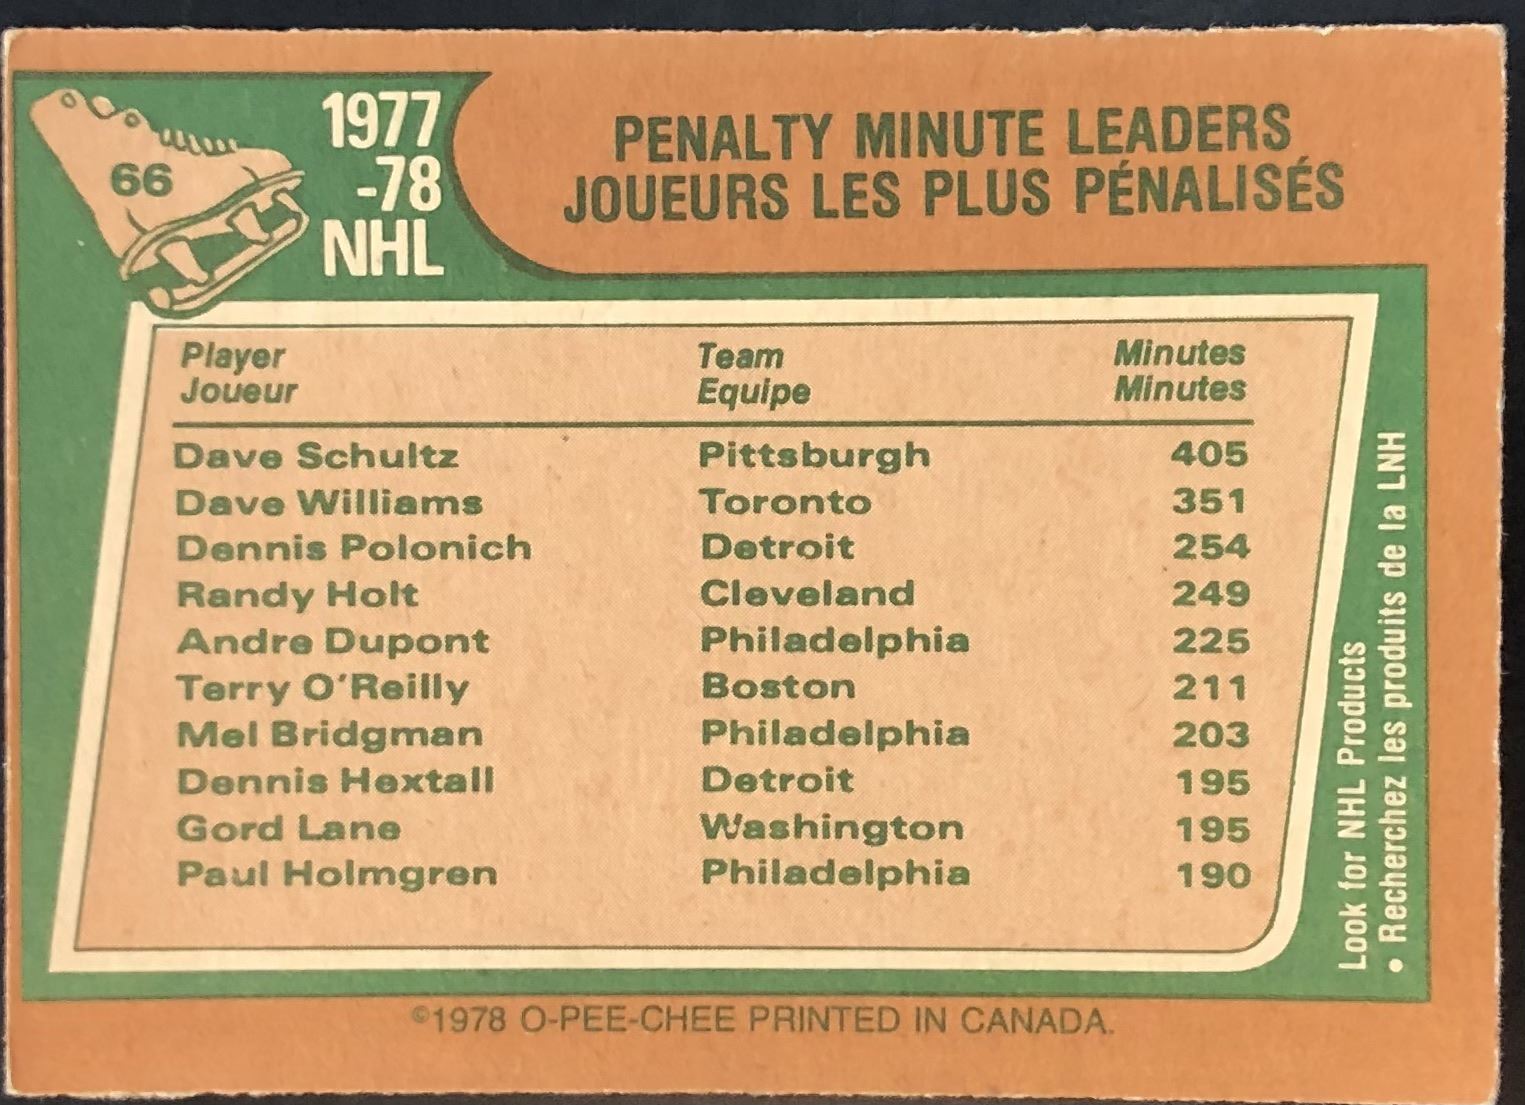 66
1977
-78
NHL
PENALTY MINUTE LEADERS
JOUEURS LES PLUS PÉNALISÉS
Player Team Minutes
Joueur Equipe Minutes
Dave Schultz Pittsburgh 405
Dave Williams Toronto 351
Dennis Polonich Detroit 254
Randy Holt Cleveland 249
Andre Dupont Philadelphia 225
Terry O'Reilly Boston 211
Mel Bridgman Philadelphia 203
Dennis Hextall Detroit 195
Gord Lane Washington 195
Paul Holmgren Philadelphia 190
Look for NHL Products
• Recherchez les produits de la LNH
©1978 O-PEE-CHEE PRINTED IN CANADA.